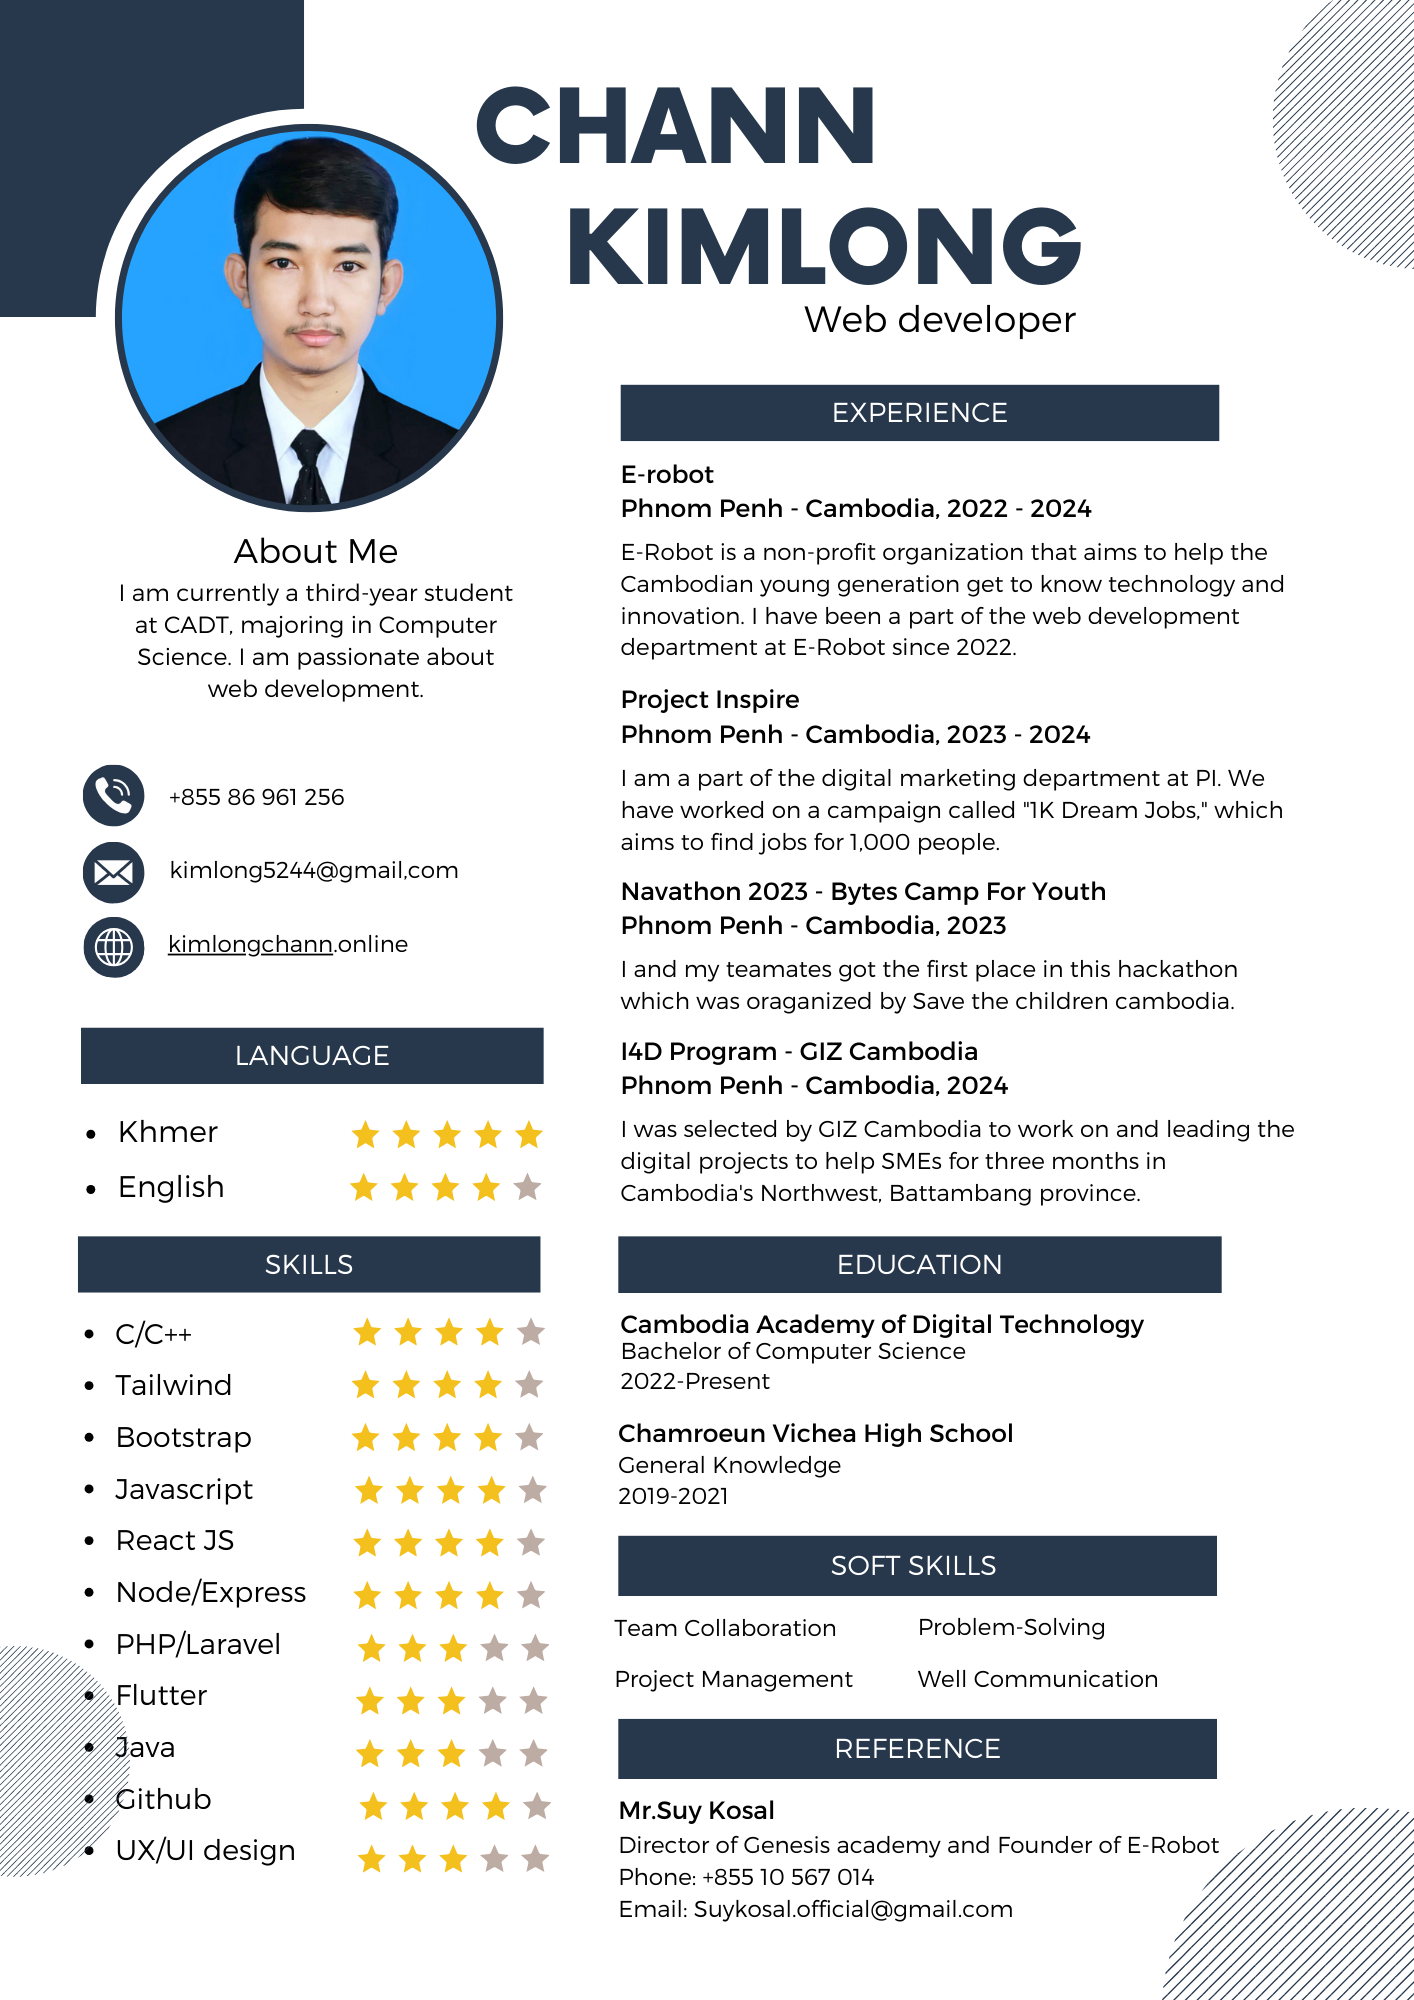 CHANN
KIMLONG
Web developer
About Me
I am currently a third-year student
at CADT, majoring in Computer
Science. I am passionate about
web development.
+855 86 961 256
kimlong5244@gmail,com
kimlongchann.online
LANGUAGE
• Khmer
• English
SKILLS
• C/C++
• Tailwind
• Bootstrap
• Javascript
• React JS
• Node/Express
• PHP/Laravel
• Flutter
• Java
• Github
• UX/UI design
EXPERIENCE
E-robot
Phnom Penh - Cambodia, 2022 - 2024
E-Robot is a non-profit organization that aims to help the
Cambodian young generation get to know technology and
innovation. I have been a part of the web development
department at E-Robot since 2022.
Project Inspire
Phnom Penh - Cambodia, 2023 - 2024
I am a part of the digital marketing department at PI. We
have worked on a campaign called "1K Dream Jobs," which
aims to find jobs for 1,000 people.
Navathon 2023 - Bytes Camp For Youth
Phnom Penh - Cambodia, 2023
I and my teamates got the first place in this hackathon
which was oraganized by Save the children cambodia.
I4D Program - GIZ Cambodia
Phnom Penh - Cambodia, 2024
I was selected by GIZ Cambodia to work on and leading the
digital projects to help SMEs for three months in
Cambodia's Northwest, Battambang province.
EDUCATION
Cambodia Academy of Digital Technology
Bachelor of Computer Science
2022-Present
Chamroeun Vichea High School
General Knowledge
2019-2021
SOFT SKILLS
Team Collaboration Problem-Solving
Project Management Well Communication
REFERENCE
Mr.Suy Kosal
Director of Genesis academy and Founder of E-Robot
Phone: +855 10 567 014
Email: Suykosal.official@gmail.com